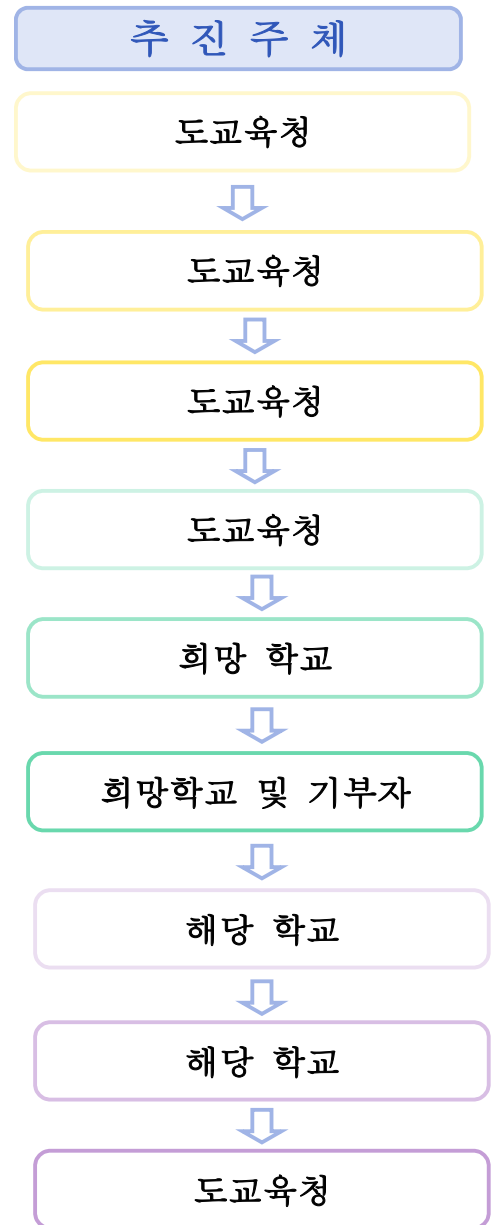 추 진 주 체
도교육청
도교육청
도교육청
도교육청
희망 학교
희망학교 및 기부자
해당 학교
해당 학교
도교육청